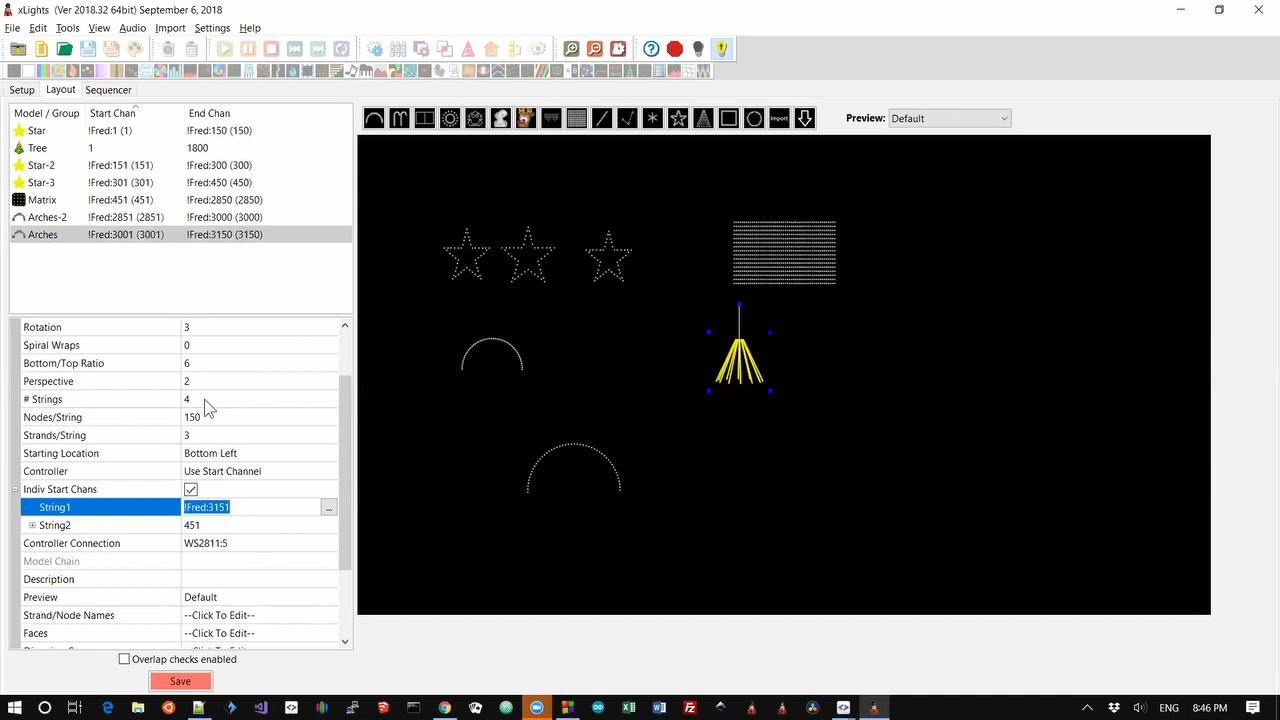 xLights (Ver 2018.32 64bit) September 6, 2018
File Edit Tools View Audio Import Settings Help
Setup Layout Sequencer
Model / Group Start Chan End Chan
Star !Fred:1 (1) !Fred:150 (150)
Tree 1 1800
Star-2 !Fred:151 (151) !Fred:300 (300)
Star-3 !Fred:301 (301) !Fred:450 (450)
Matrix !Fred:451 (451) !Fred:2850 (2850)
Arches-2 !Fred:2851 (2851) !Fred:3000 (3000)
(3001) !Fred:3150 (3150)
Import
Preview: Default
Rotation 3
Spiral Wraps 0
Bottom/Top Ratio 6
Perspective 2
# Strings 4
Nodes/String 150
Strands/String 3
Starting Location Bottom Left
Controller Use Start Channel
Indiv Start Chans
String1 !Fred:3151 ...
String2 451
Controller Connection WS2811:5
Model Chain
Description
Preview Default
Strand/Node Names --Click To Edit--
Faces --Click To Edit--
Overlap checks enabled
Save
ENG 8:46 PM